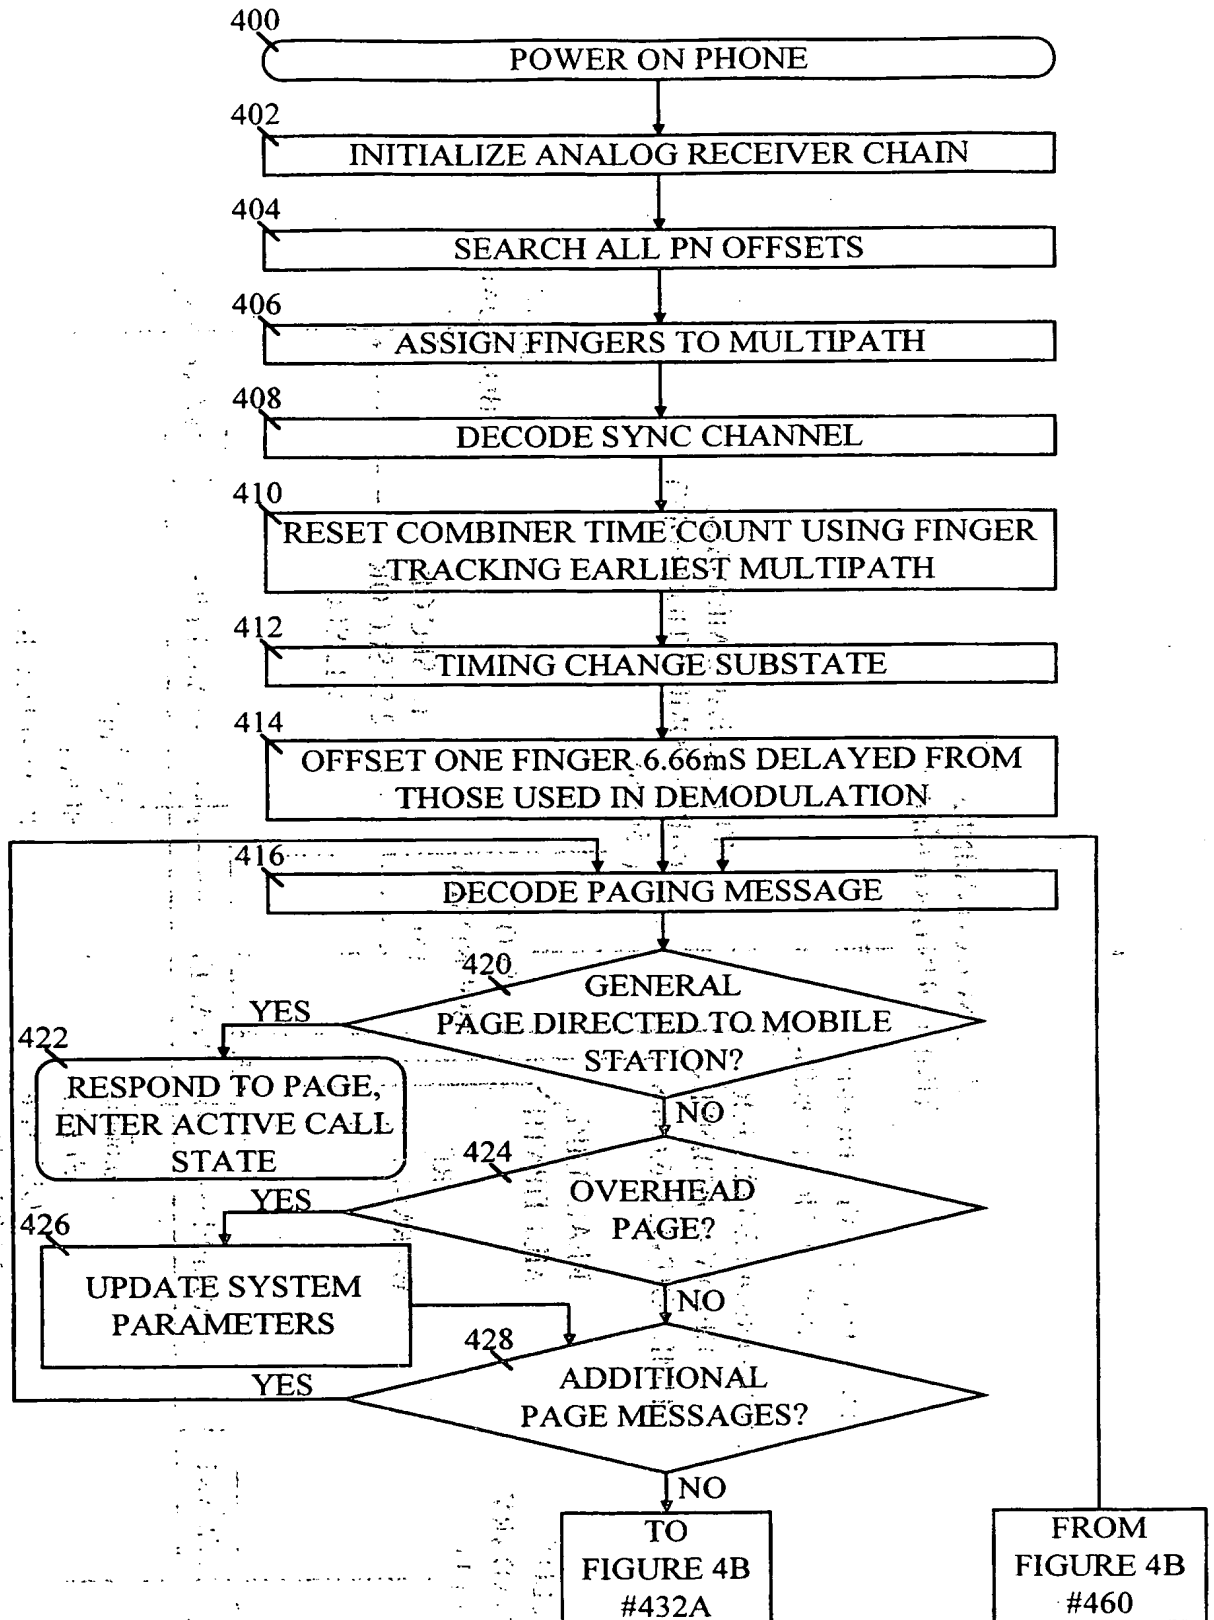 400
POWER ON PHONE
402
INITIALIZE ANALOG RECEIVER CHAIN
404
SEARCH ALL PN OFFSETS
406
ASSIGN FINGERS TO MULTIPATH
408
DECODE SYNC CHANNEL
410
RESET COMBINER TIME COUNT USING FINGER
TRACKING EARLIEST MULTIPATH
412
TIMING CHANGE SUBSTATE
414
OFFSET ONE FINGER 6.66mS DELAYED FROM
THOSE USED IN DEMODULATION
416
DECODE PAGING MESSAGE
420
GENERAL
PAGE DIRECTED TO MOBILE
STATION?
YES
422
RESPOND TO PAGE,
ENTER ACTIVE CALL
STATE
NO
424
OVERHEAD
PAGE?
YES
426
UPDATE SYSTEM
PARAMETERS
NO
428
ADDITIONAL
PAGE MESSAGES?
YES
NO
TO
FIGURE 4B
#432A
FROM
FIGURE 4B
#460